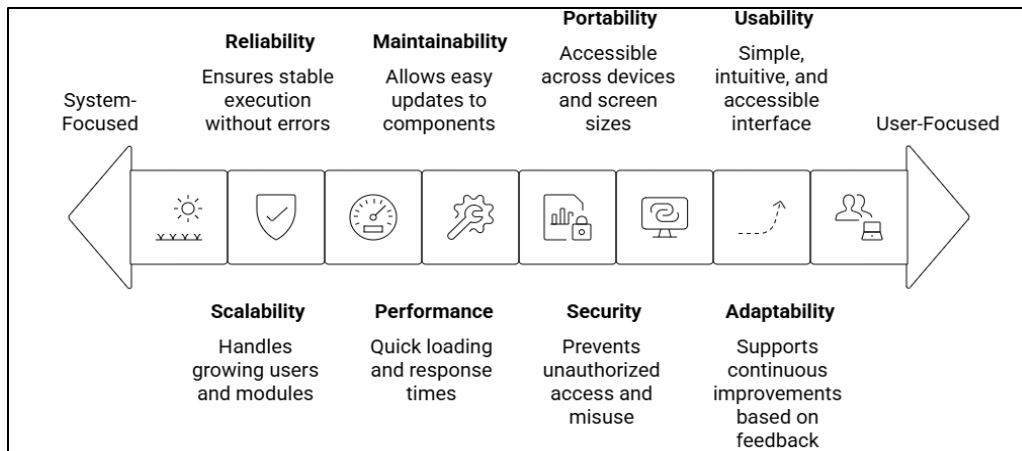 Portability
Usability
Reliability
Maintainability
Accessible
across devices
and screen
sizes
Simple,
intuitive, and
accessible
interface
Ensures stable
execution
without errors
Allows easy
updates to
components
System-
Focused
User-Focused
Scalability
Handles
growing users
and modules
Performance
Quick loading
and response
times
Security
Prevents
unauthorized
access and
misuse
Adaptability
Supports
continuous
improvements
based on
feedback